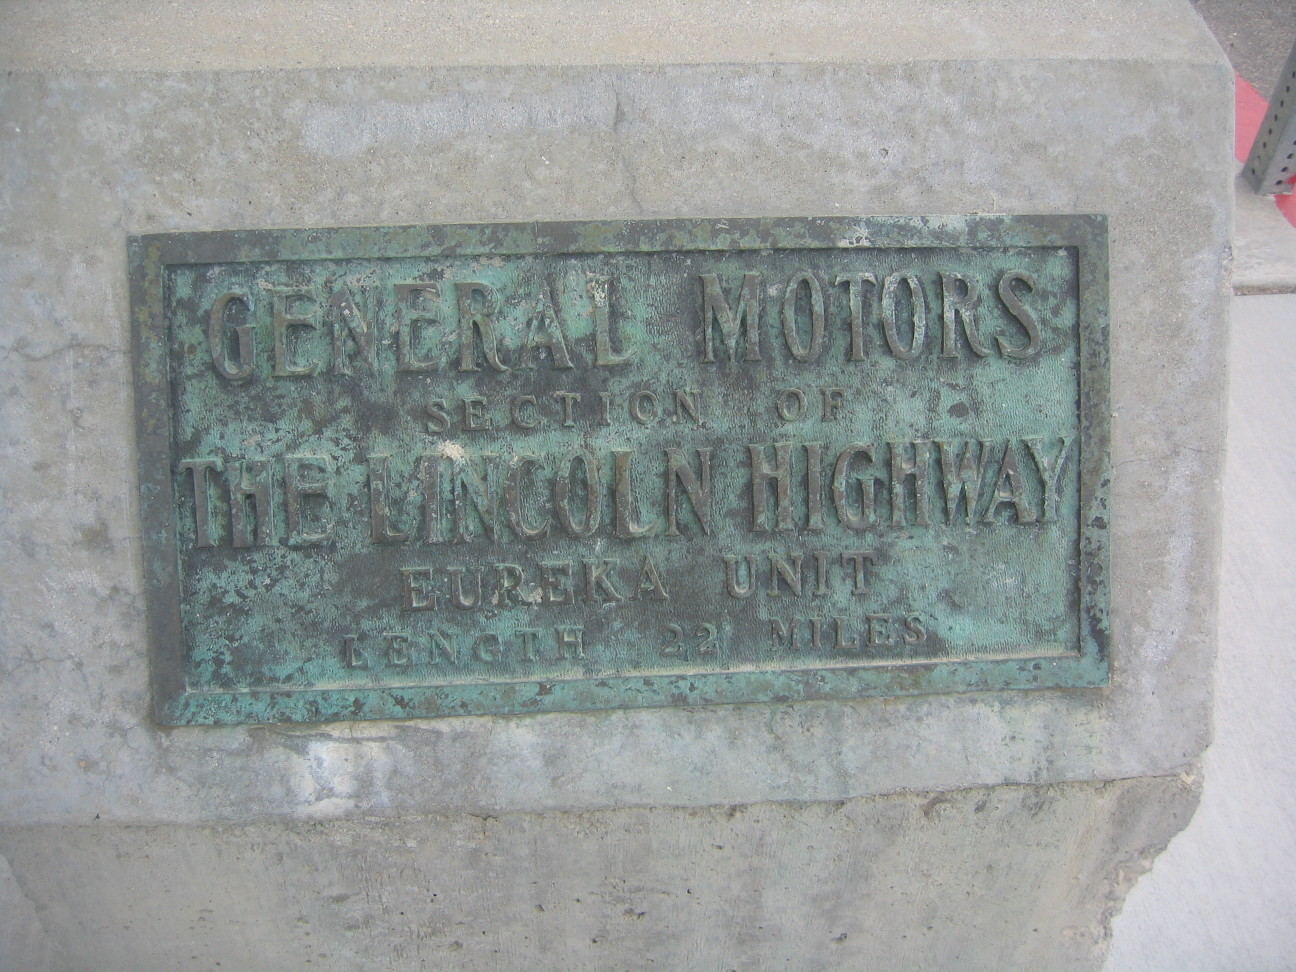 GENERAL MOTORS
SECTION OF
THE LINCOLN HIGHWAY
EUREKA UNIT
LENGTH 22 MILES